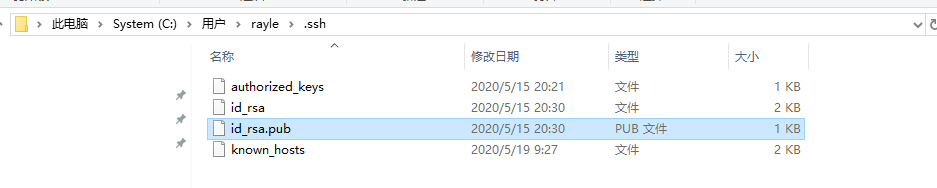 此电脑 System (C:) 用户 rayle .ssh
名称 修改日期 类型 大小
authorized_keys 2020/5/15 20:21 文件 1 KB
id_rsa 2020/5/15 20:30 文件 2 KB
id_rsa.pub 2020/5/15 20:30 PUB 文件 1 KB
known_hosts 2020/5/19 9:27 文件 2 KB